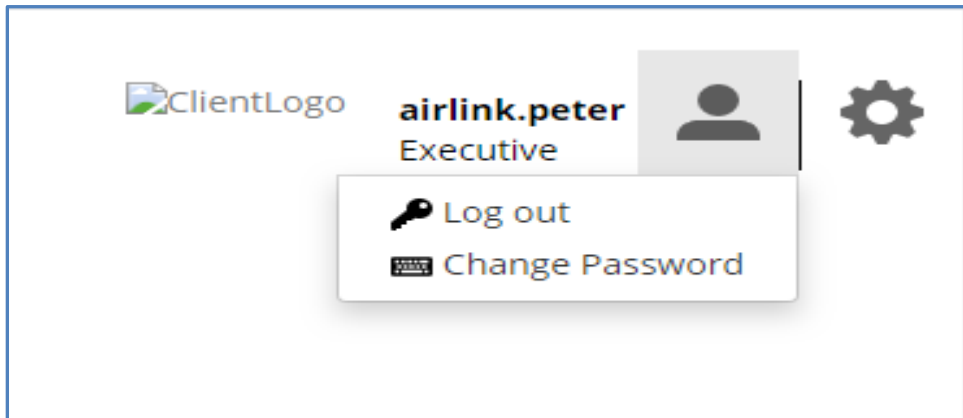 ClientLogo
airlink.peter
Executive
Log out
Change Password